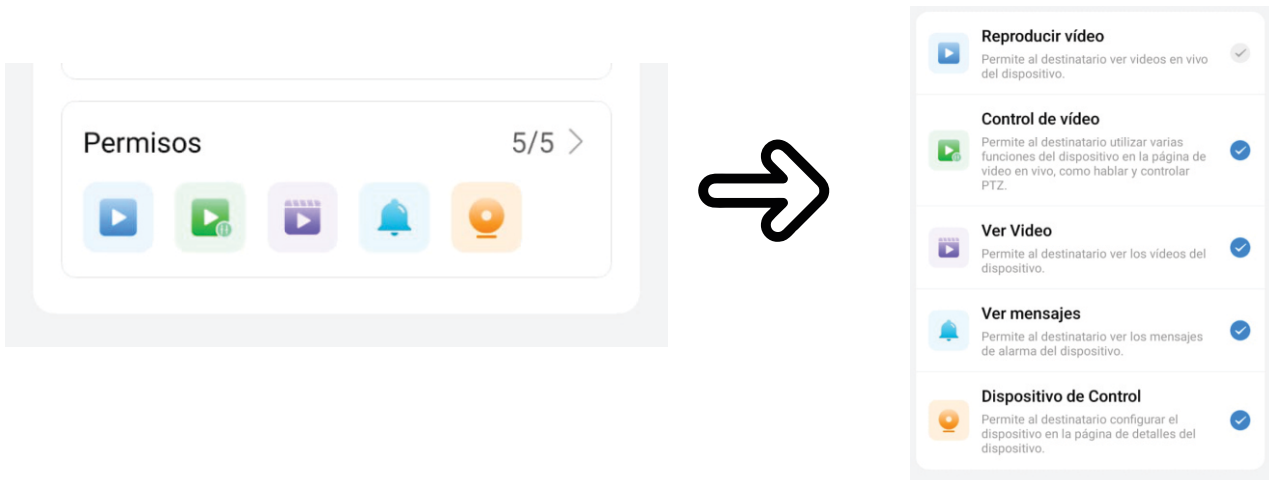 Permisos 5/5
Reproducir vídeo
Permite al destinatario ver videos en vivo
del dispositivo.
Control de vídeo
Permite al destinatario utilizar varias
funciones del dispositivo en la página de
video en vivo, como hablar y controlar
PTZ.
Ver Video
Permite al destinatario ver los vídeos del
dispositivo.
Ver mensajes
Permite al destinatario ver los mensajes
de alarma del dispositivo.
Dispositivo de Control
Permite al destinatario configurar el
dispositivo en la página de detalles del
dispositivo.